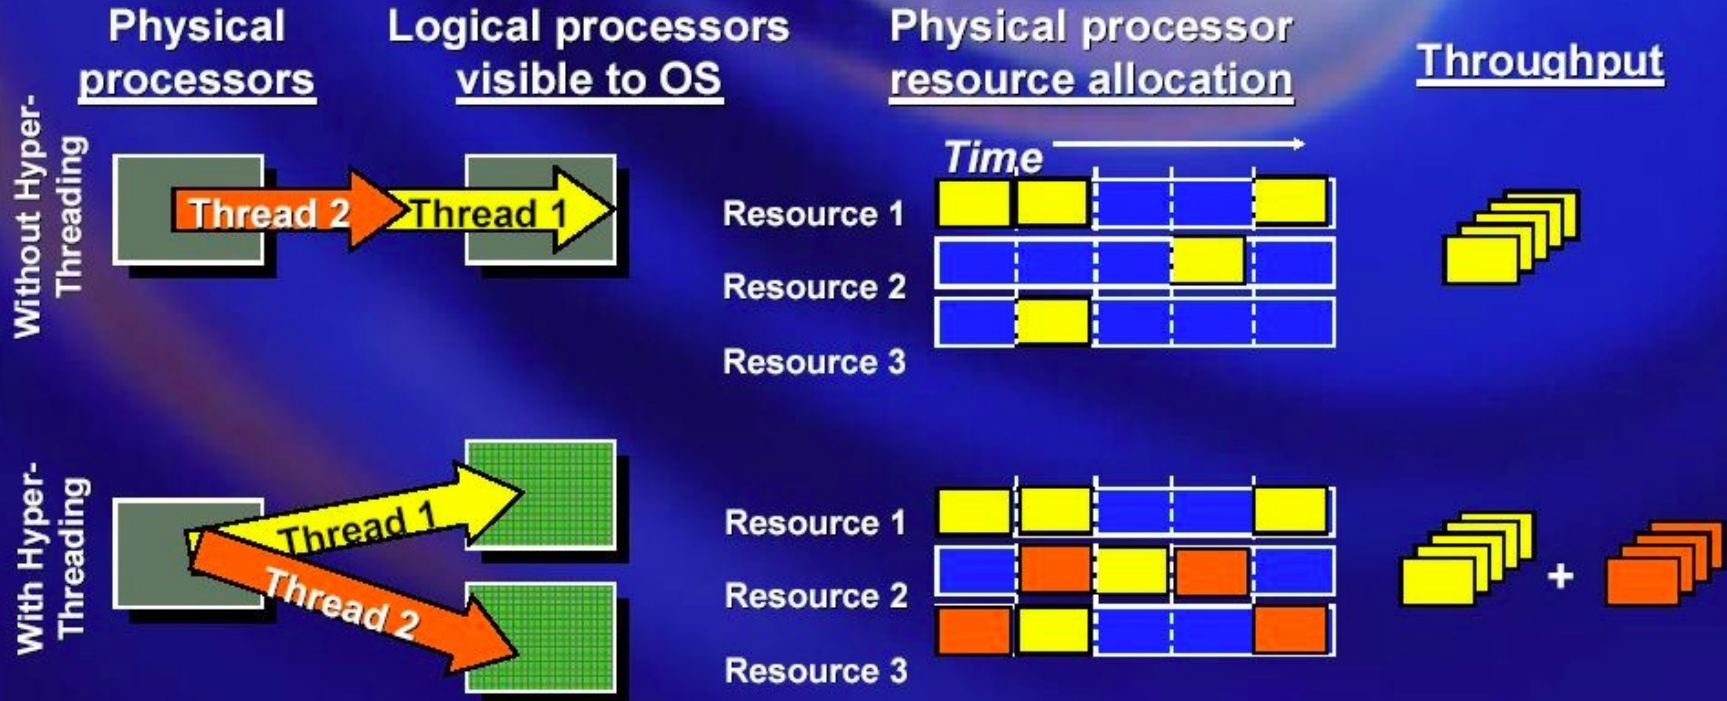 Physical
processors
Logical processors
visible to OS
Physical processor
resource allocation
Throughput
Without Hyper-
Threading
Thread 2
Thread 1
Time
Resource 1
Resource 2
Resource 3
With Hyper-
Threading
Thread 1
Thread 2
Resource 1
Resource 2
Resource 3
+